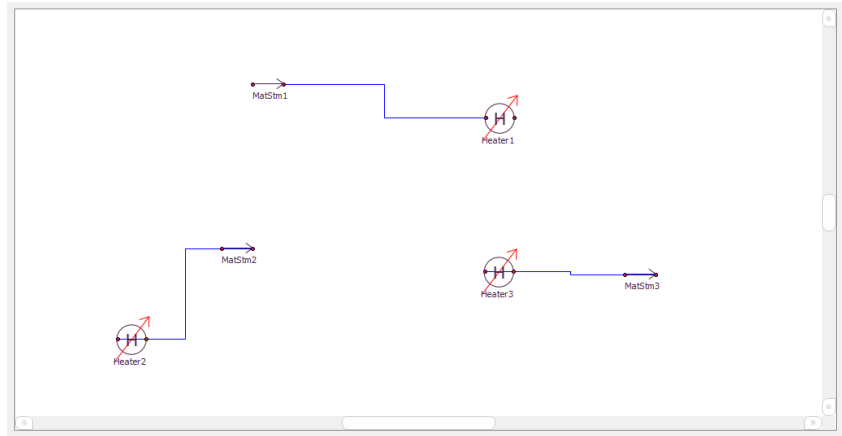 MatStm1
H
Heater1
MatStm2
H
Heater3
MatStm3
H
Heater2